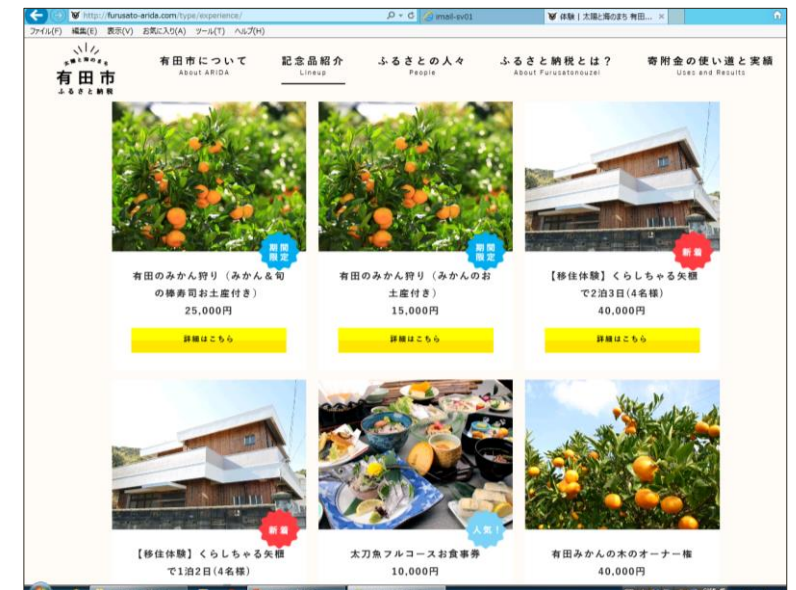 http://furusato-arida.com/type/experience/
imail-sv01
体験 | 太陽と海のまち 有田... ×
ファイル(F) 編集(E) 表示(V) お気に入り(A) ツール(T) ヘルプ(H)
太陽と海のまち
有田市
ふるさと納税
有田市について
About ARIDA
記念品紹介
Lineup
ふるさとの人々
People
ふるさと納税とは？
About Furusatonouzei
寄附金の使い道と実績
Uses and Results
期間
限定
有田のみかん狩り（みかん&旬
の棒寿司お土産付き）
25,000円
詳細はこちら
期間
限定
有田のみかん狩り（みかんのお
土産付き）
15,000円
詳細はこちら
新着
【移住体験】くらしちゃる矢櫃
で2泊3日(4名様)
40,000円
詳細はこちら
新着
【移住体験】くらしちゃる矢櫃
で1泊2日(4名様)
人気！
太刀魚フルコースお食事券
10,000円
有田みかんの木のオーナー権
40,000円